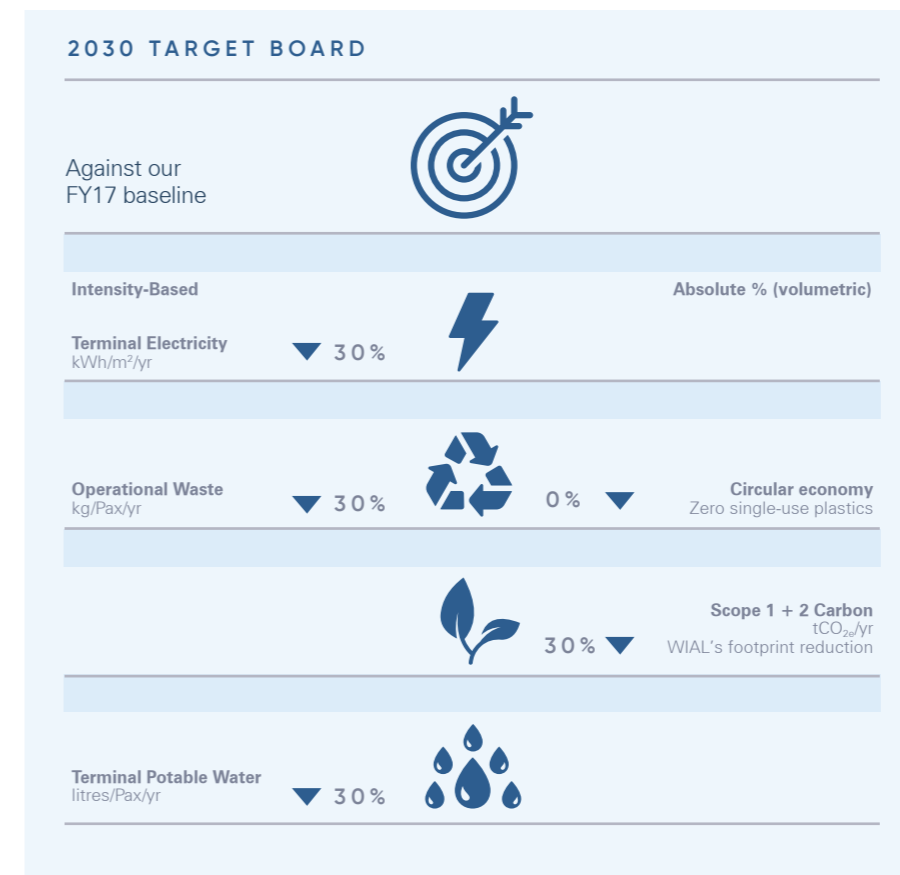 2030 TARGET BOARD
Against our
FY17 baseline
Intensity-Based
Absolute % (volumetric)
Terminal Electricity
kWh/m²/yr
30%
Operational Waste
kg/Pax/yr
30%
0%
Circular economy
Zero single-use plastics
30%
Scope 1 + 2 Carbon
tCO₂ₑ/yr
WIAL's footprint reduction
Terminal Potable Water
litres/Pax/yr
30%